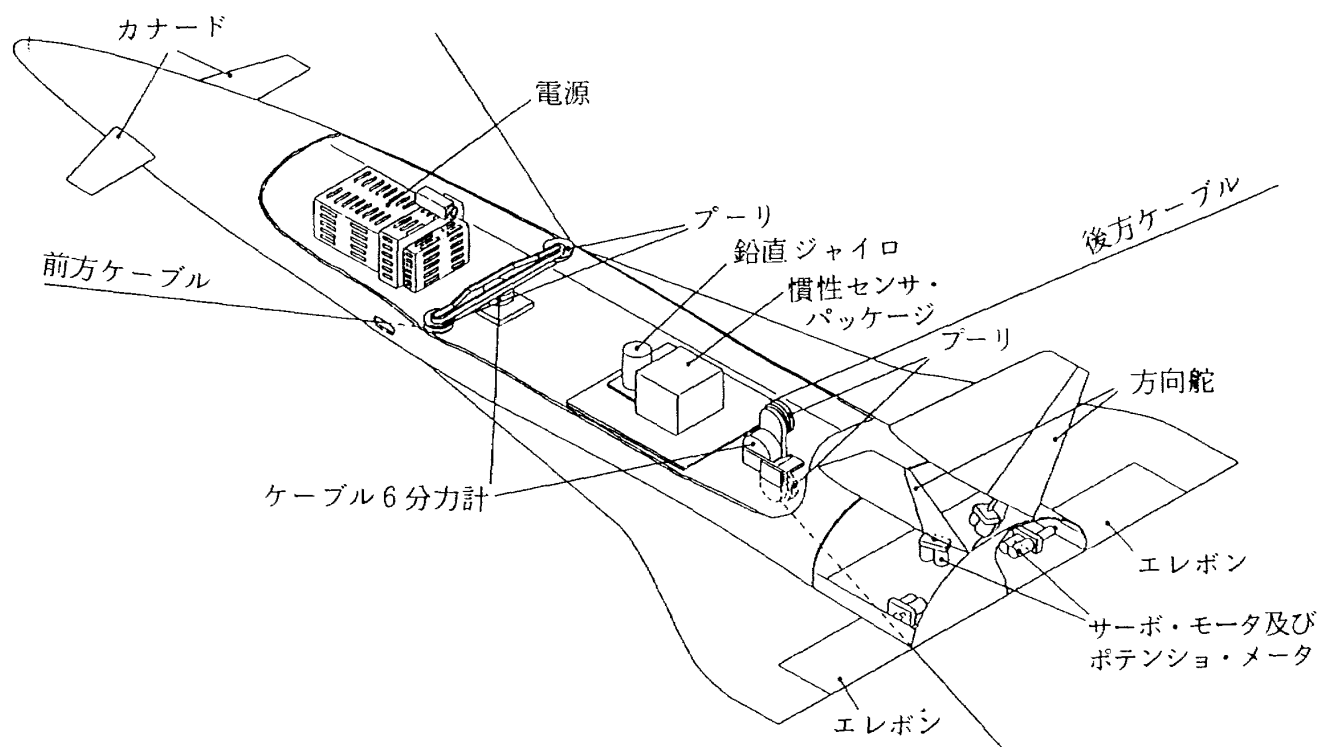 カナード
電源
プーリ
後方ケーブル
鉛直ジャイロ
前方ケーブル
慣性センサ・
パッケージ
プーリ
方向舵
ケーブル6分力計
エレボン
サーボ・モータ及び
ポテンショ・メータ
エレボン